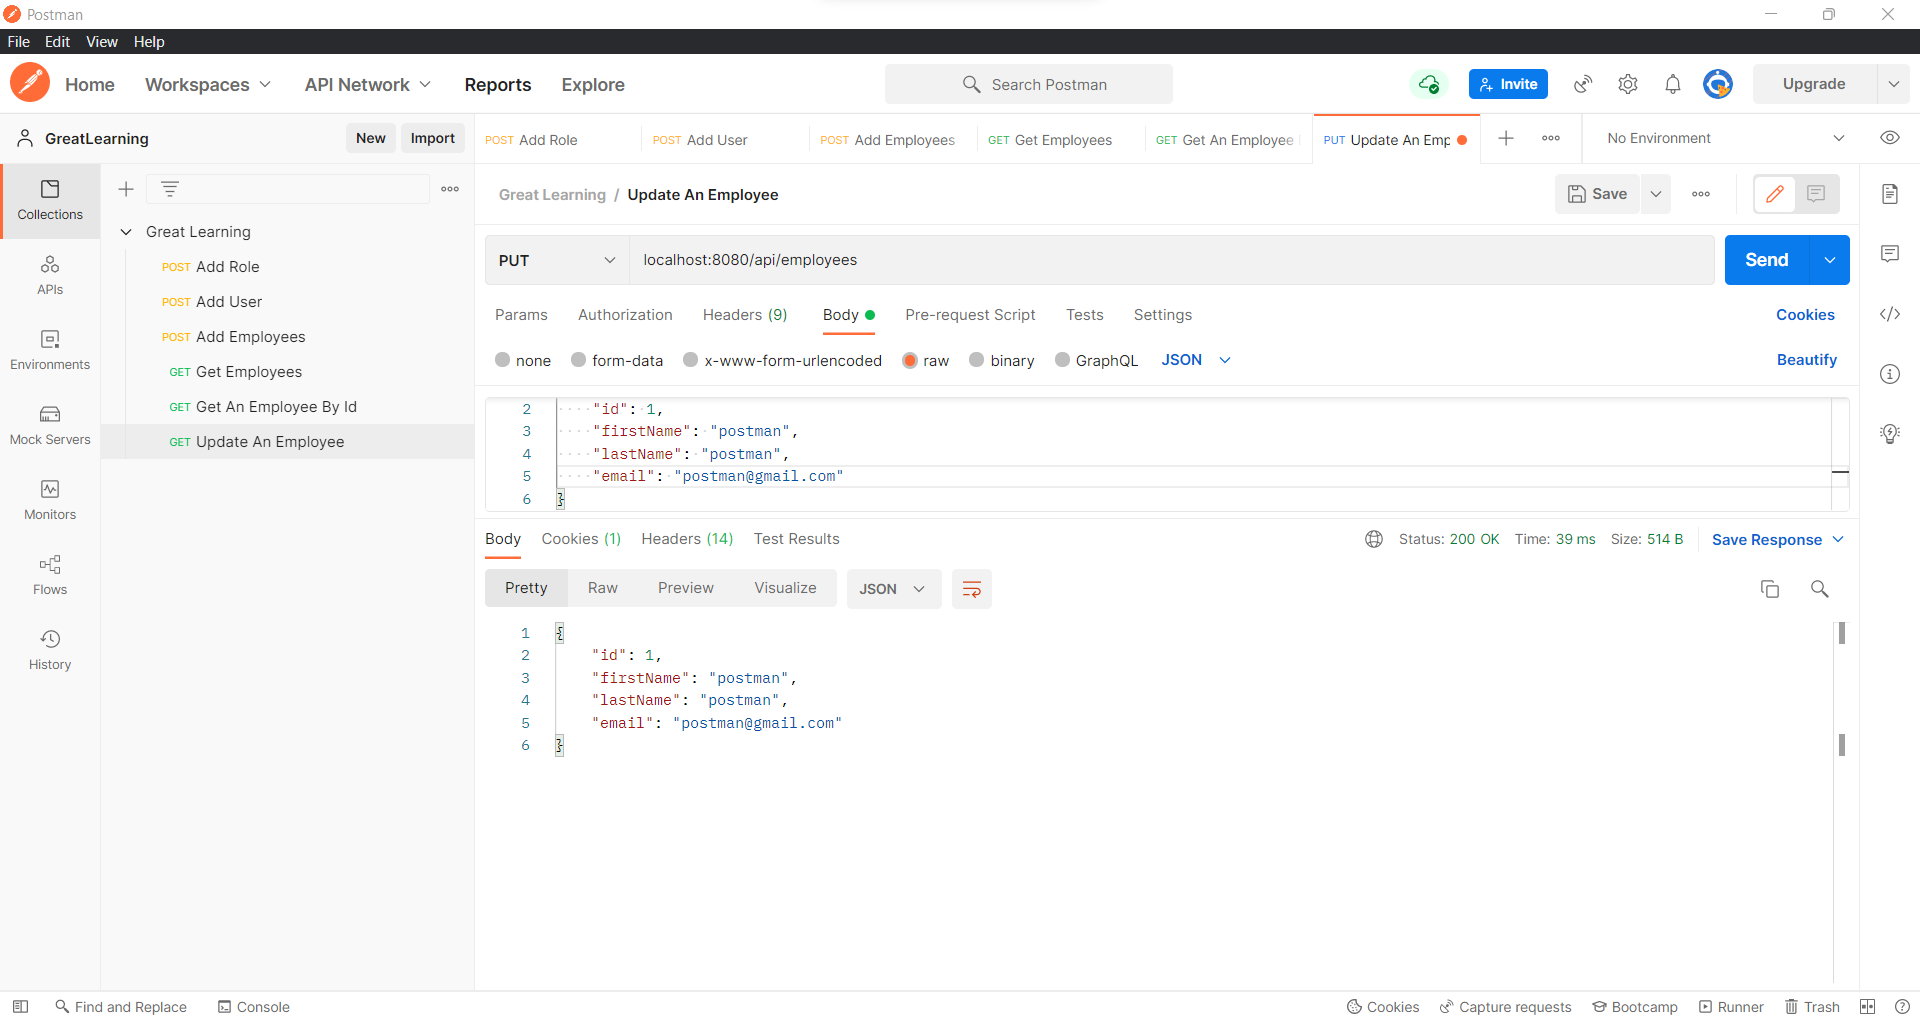 Postman
File Edit View Help
Home Workspaces API Network Reports Explore Search Postman Invite Upgrade
GreatLearning New Import
POST Add Role POST Add User POST Add Employees GET Get Employees GET Get An Employee PUT Update An Emp No Environment
Collections
APIs
Environments
Mock Servers
Monitors
Flows
History
Great Learning
POST Add Role
POST Add User
POST Add Employees
GET Get Employees
GET Get An Employee By Id
GET Update An Employee
Great Learning / Update An Employee Save
PUT localhost:8080/api/employees Send
Params Authorization Headers (9) Body Pre-request Script Tests Settings Cookies
none form-data x-www-form-urlencoded raw binary GraphQL JSON Beautify
2 "id": 1,
3 "firstName": "postman",
4 "lastName": "postman",
5 "email": "postman@gmail.com"
6 }
Body Cookies (1) Headers (14) Test Results Status: 200 OK Time: 39 ms Size: 514 B Save Response
Pretty Raw Preview Visualize JSON
1 {
2 "id": 1,
3 "firstName": "postman",
4 "lastName": "postman",
5 "email": "postman@gmail.com"
6 }
Find and Replace Console Cookies Capture requests Bootcamp Runner Trash